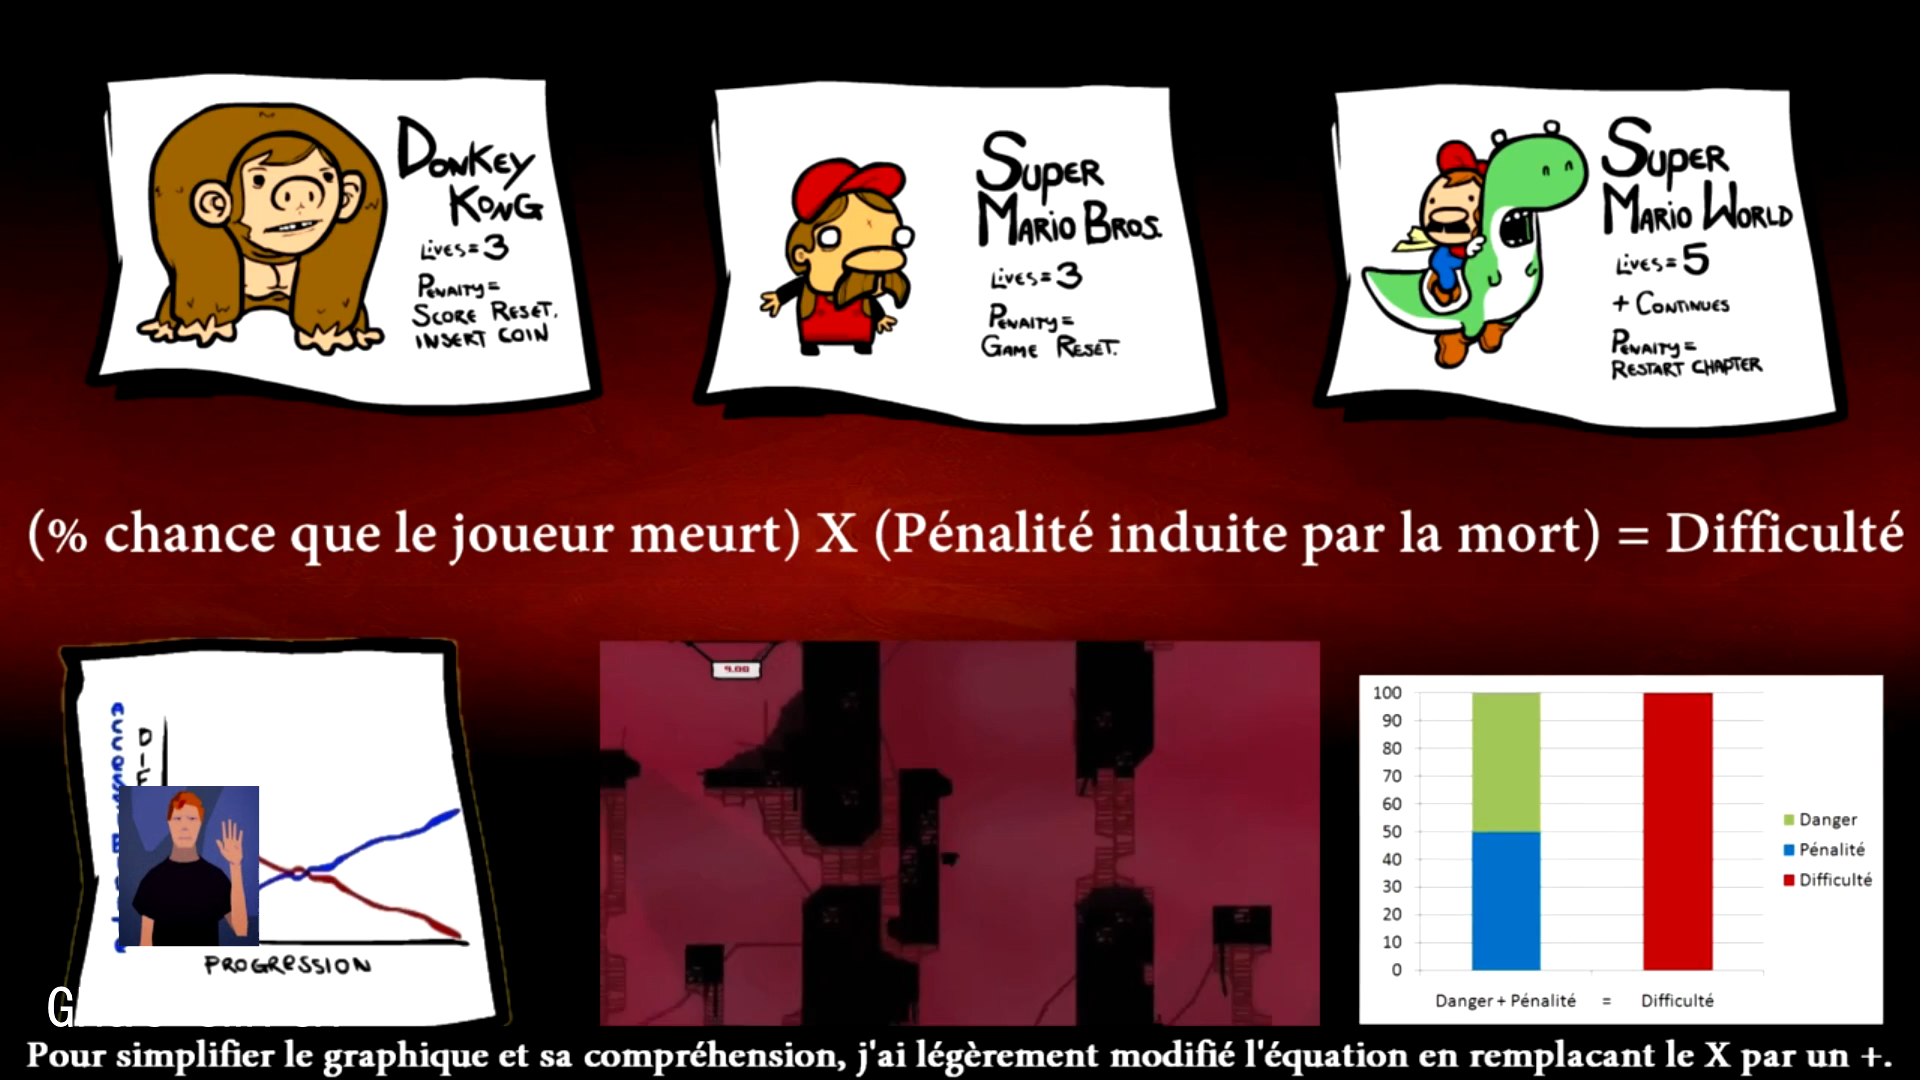 DONKEY
KONG
LIVES=3
PENALTY=
SCORE RESET.
INSERT COIN
SUPER
MARIO BROS.
LIVES=3
PENALTY=
GAME RESET.
SUPER
MARIO WORLD
LIVES=5
+ CONTINUES
PENALTY=
RESTART CHAPTER
(% chance que le joueur meurt) X (Pénalité induite par la mort) = Difficulté
PROGRESSION
9.00
100
90
80
70
60
50
40
30
20
10
0
Danger
Pénalité
Difficulté
Danger + Pénalité = Difficulté
Pour simplifier le graphique et sa compréhension, j'ai légèrement modifié l'équation en remplacant le X par un +.